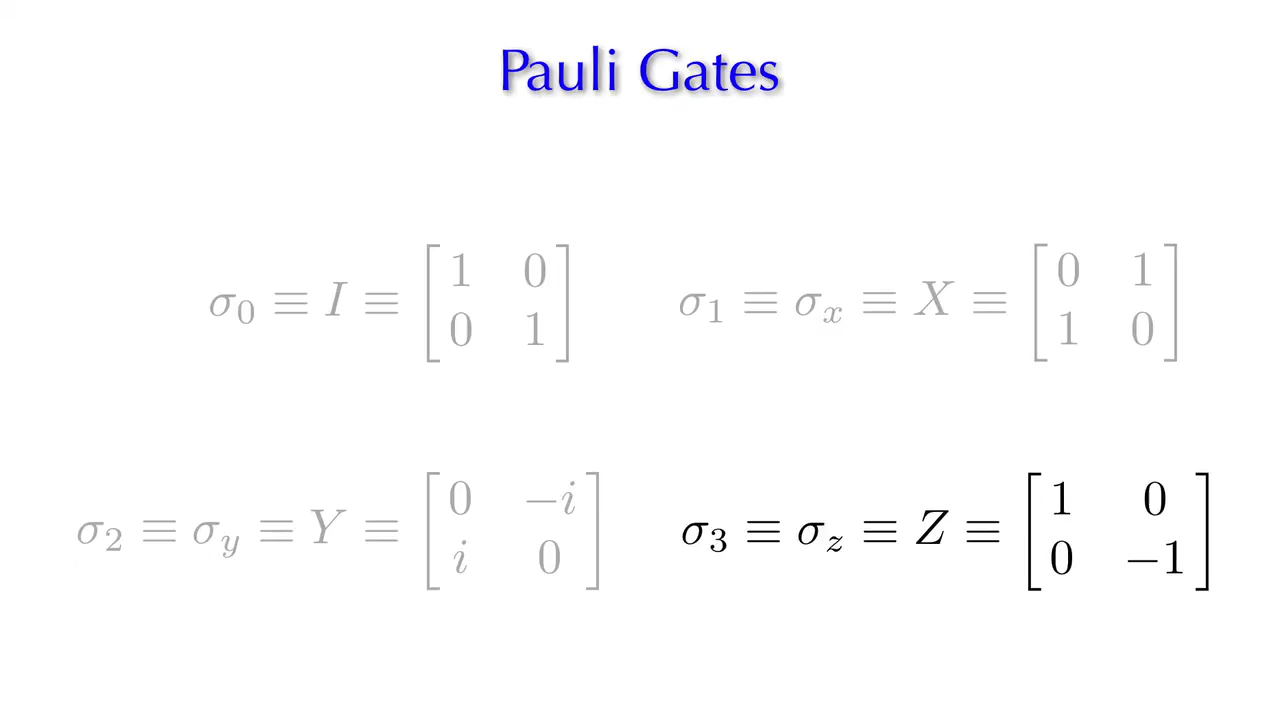 Pauli Gates
σ₀ ≡ I ≡ [1 0; 0 1]
σ₁ ≡ σₓ ≡ X ≡ [0 1; 1 0]
σ₂ ≡ σ_y ≡ Y ≡ [0 −i; i 0]
σ₃ ≡ σ_z ≡ Z ≡ [1 0; 0 −1]